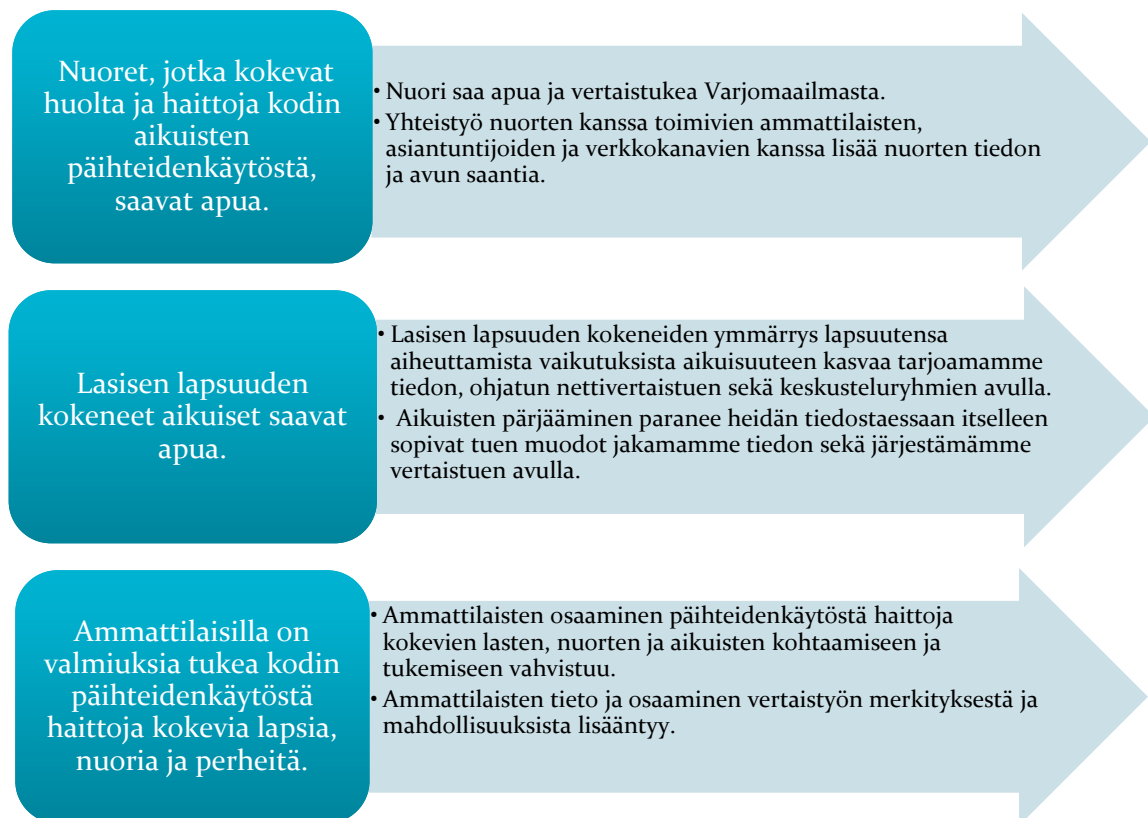 Nuoret, jotka kokevat
huolta ja haittoja kodin
aikuisten
päihteidenkäytöstä,
saavat apua.
• Nuori saa apua ja vertaistukea Varjomaailmasta.
• Yhteistyö nuorten kanssa toimivien ammattilaisten,
asiantuntijoiden ja verkkokanavien kanssa lisää nuorten tiedon
ja avun saantia.
Lasisen lapsuuden
kokeneet aikuiset saavat
apua.
• Lasisen lapsuuden kokeneiden ymmärrys lapsuutensa
aiheuttamista vaikutuksista aikuisuuteen kasvaa tarjoamamme
tiedon, ohjatun nettivertaistuen sekä keskusteluryhmien avulla.
• Aikuisten pärjääminen paranee heidän tiedostaessaan itselleen
sopivat tuen muodot jakamamme tiedon sekä järjestämämme
vertaistuen avulla.
Ammattilaisilla on
valmiuksia tukea kodin
päihteidenkäytöstä
haittoja kokevia lapsia,
nuoria ja perheitä.
• Ammattilaisten osaaminen päihteidenkäytöstä haittoja
kokevien lasten, nuorten ja aikuisten kohtaamiseen ja
tukemiseen vahvistuu.
• Ammattilaisten tieto ja osaaminen vertaistyön merkityksestä ja
mahdollisuuksista lisääntyy.